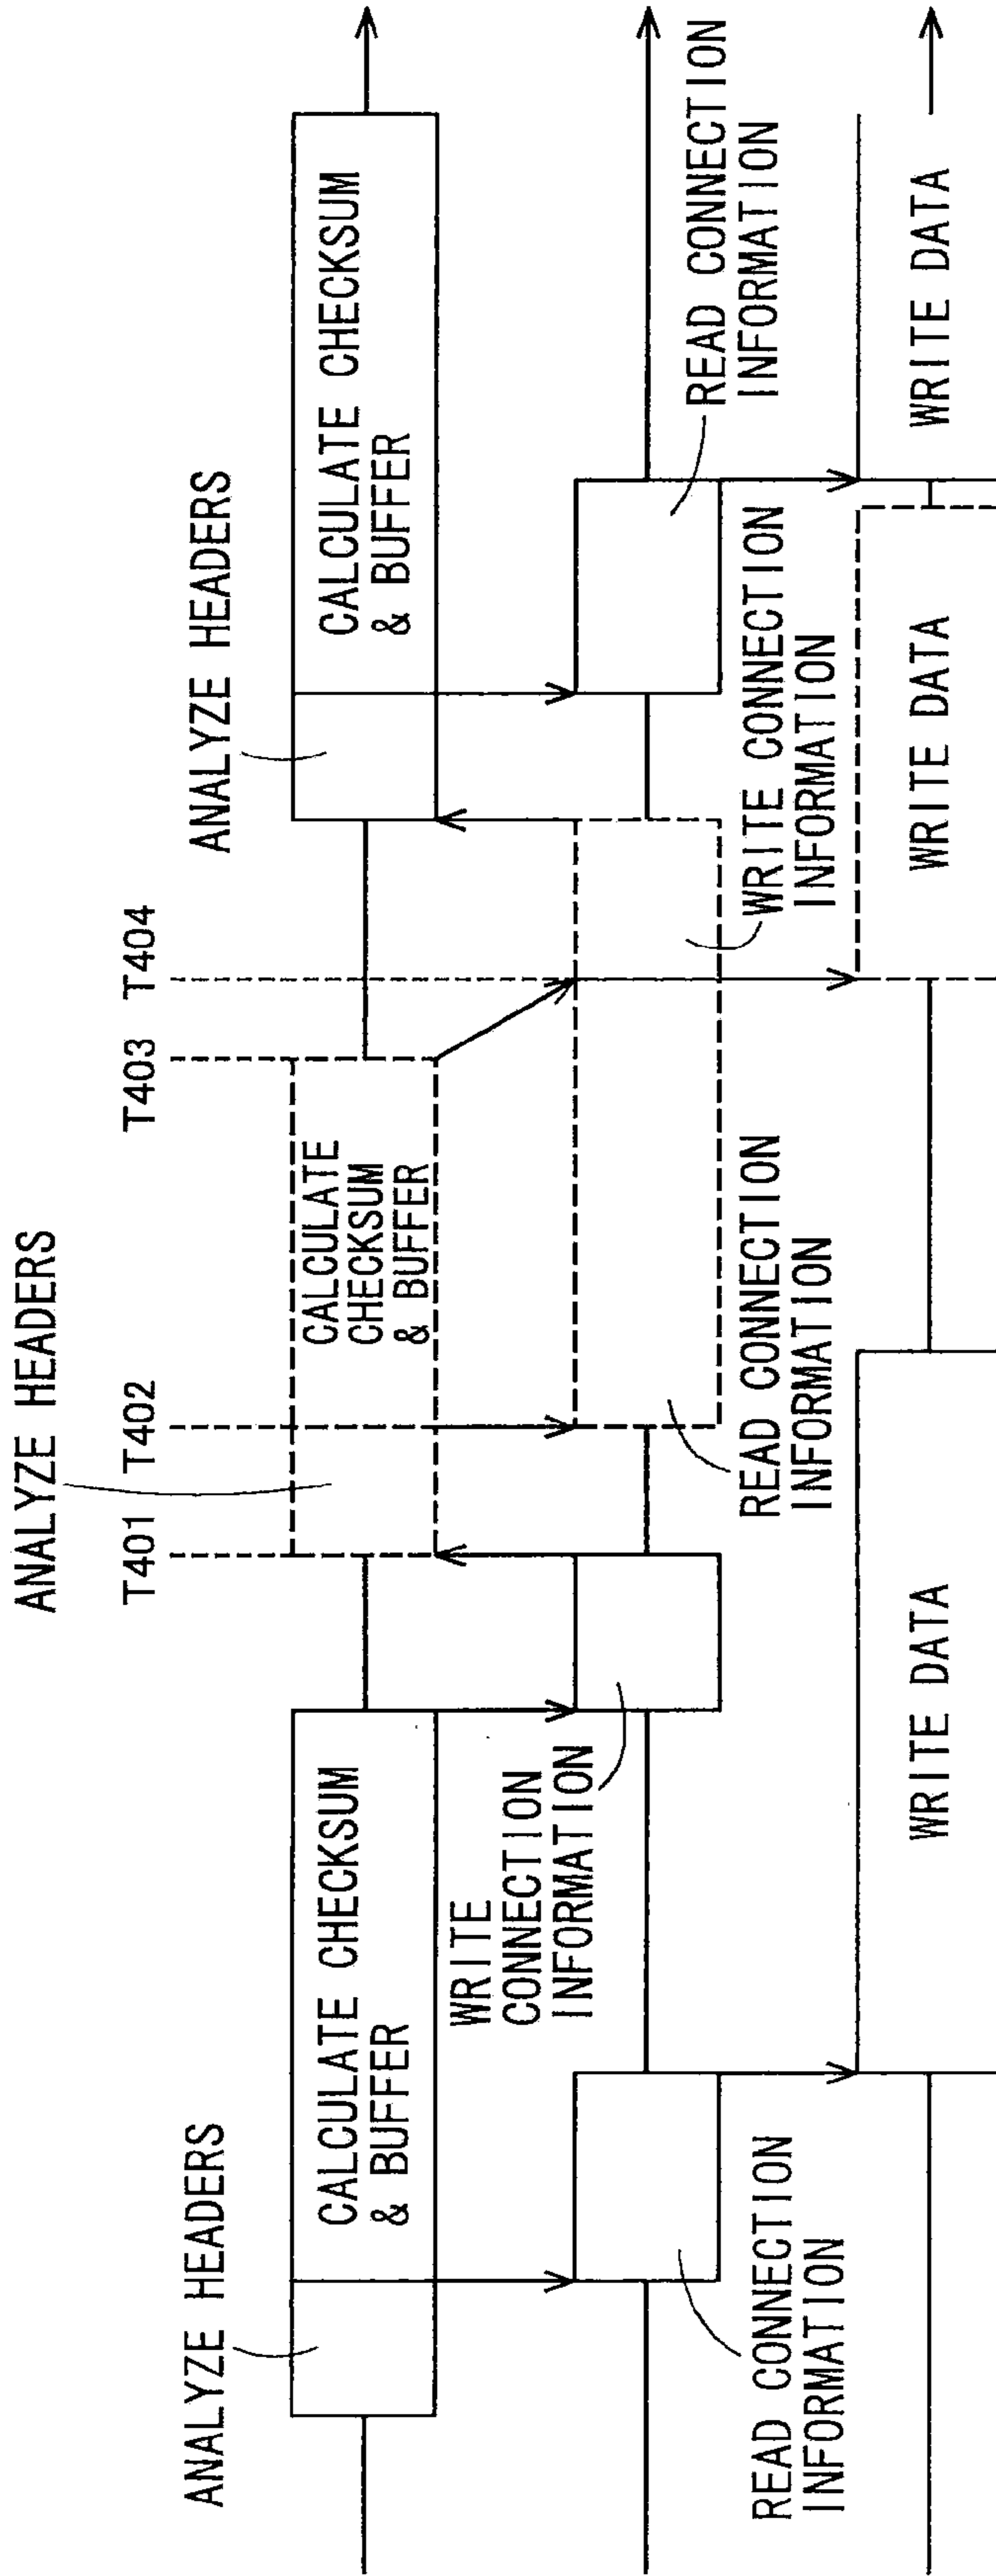 ANALYZE HEADERS
T401
T402
T403
T404
ANALYZE HEADERS
ANALYZE HEADERS
CALCULATE CHECKSUM
& BUFFER
CALCULATE
CHECKSUM
& BUFFER
CALCULATE CHECKSUM
& BUFFER
WRITE
CONNECTION
INFORMATION
READ CONNECTION
INFORMATION
READ CONNECTION
INFORMATION
WRITE CONNECTION
INFORMATION
READ CONNECTION
INFORMATION
WRITE DATA
WRITE DATA
WRITE DATA